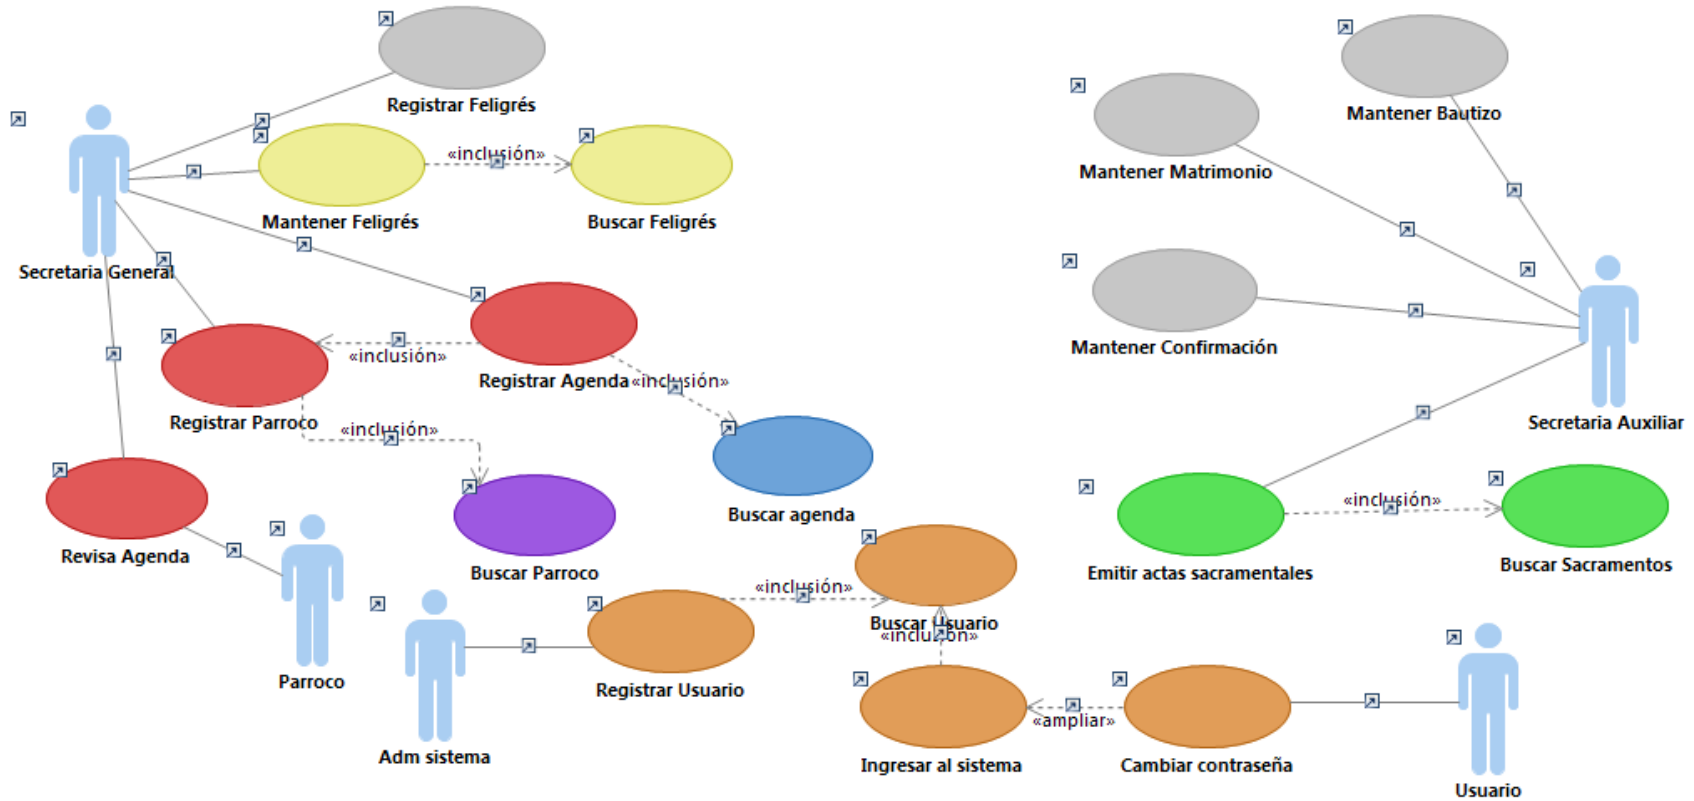 Registrar Feligrés
Mantener Bautizo
«inclusión»
Mantener Matrimonio
Mantener Feligrés
Buscar Feligrés
Secretaria General
Mantener Confirmación
«inclusión»
Registrar Agenda
«inclusión»
Registrar Parroco
«inclusión»
Secretaria Auxiliar
«inclusión»
Buscar agenda
Revisa Agenda
Buscar Parroco
Emitir actas sacramentales
Buscar Sacramentos
«inclusión»
Buscar Usuario
«inclusión»
Parroco
Registrar Usuario
«ampliar»
Adm sistema
Ingresar al sistema
Cambiar contraseña
Usuario